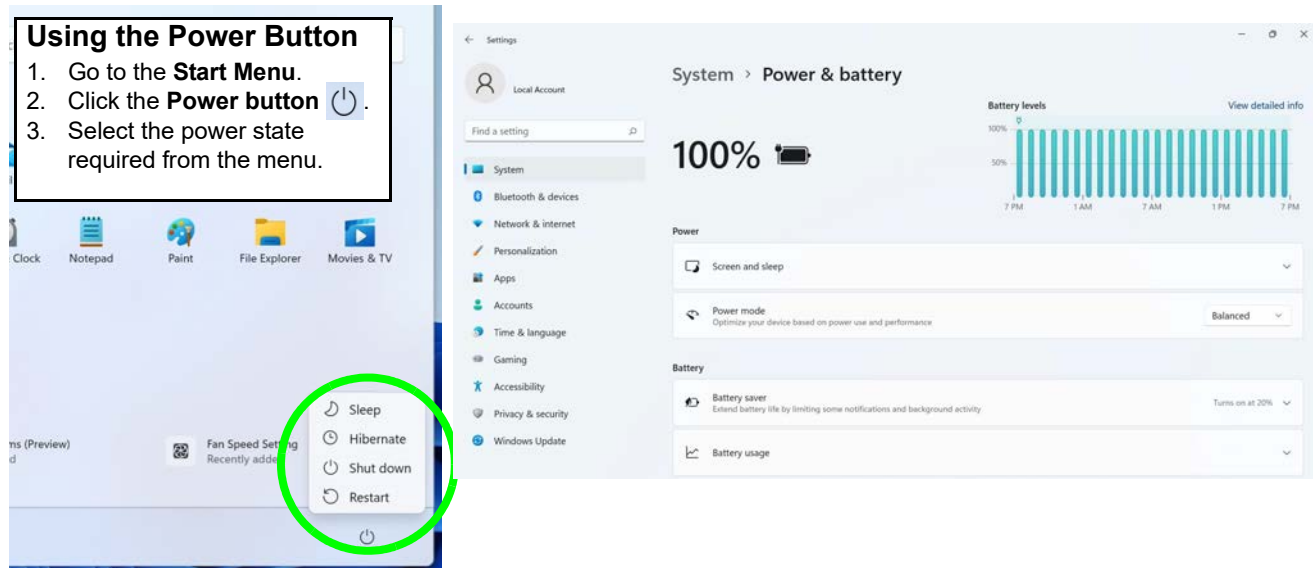 Using the Power Button
1. Go to the Start Menu.
2. Click the Power button .
3. Select the power state
required from the menu.
Clock
Notepad
Paint
File Explorer
Movies & TV
ms (Preview)
Fan Speed Setting
Recently adde
Sleep
Hibernate
Shut down
Restart
Settings
Local Account
Find a setting
System
Bluetooth & devices
Network & internet
Personalization
Apps
Accounts
Time & language
Gaming
Accessibility
Privacy & security
Windows Update
System > Power & battery
100%
Battery levels
View detailed info
100%
50%
7 PM 1 AM 7 AM 1 PM 7 PM
Power
Screen and sleep
Power mode
Optimize your device based on power use and performance
Balanced
Battery
Battery saver
Extend battery life by limiting some notifications and background activity
Turns on at 20%
Battery usage